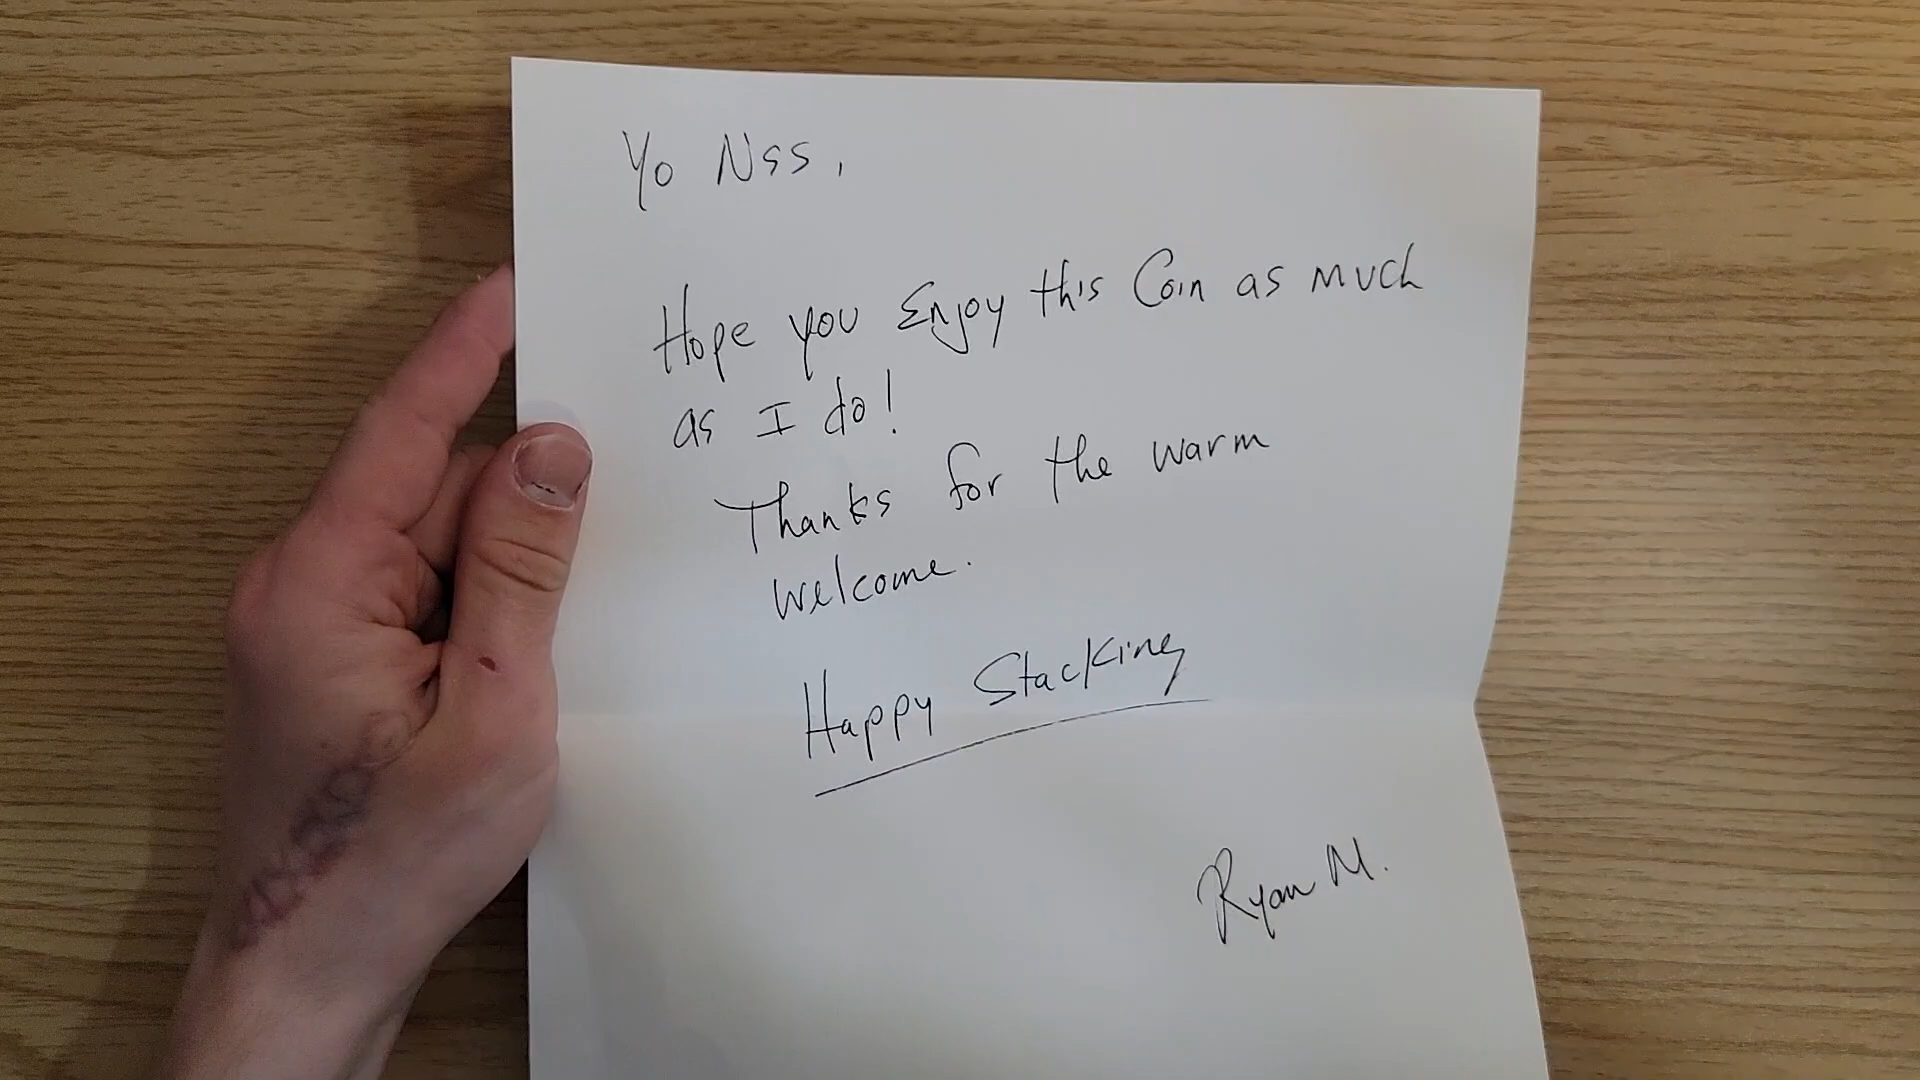 Yo NSS,
Hope you Enjoy this Coin as much
as I do!
Thanks for the warm
welcome.
Happy Stacking
Ryan M.